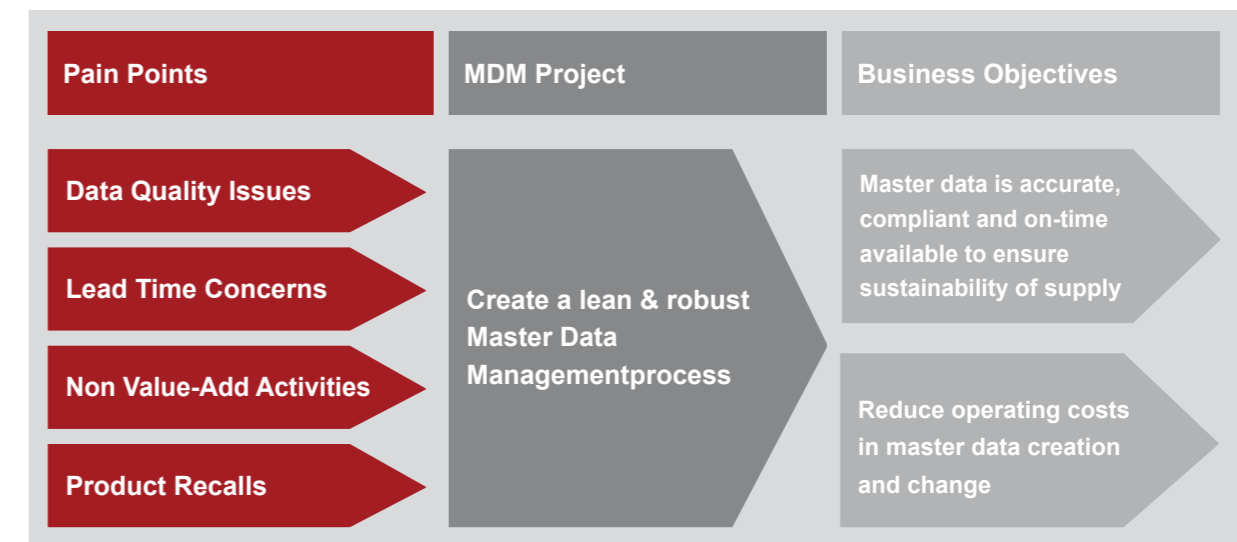 Pain Points
MDM Project
Business Objectives
Data Quality Issues
Lead Time Concerns
Non Value-Add Activities
Product Recalls
Create a lean & robust
Master Data
Managementprocess
Master data is accurate,
compliant and on-time
available to ensure
sustainability of supply
Reduce operating costs
in master data creation
and change